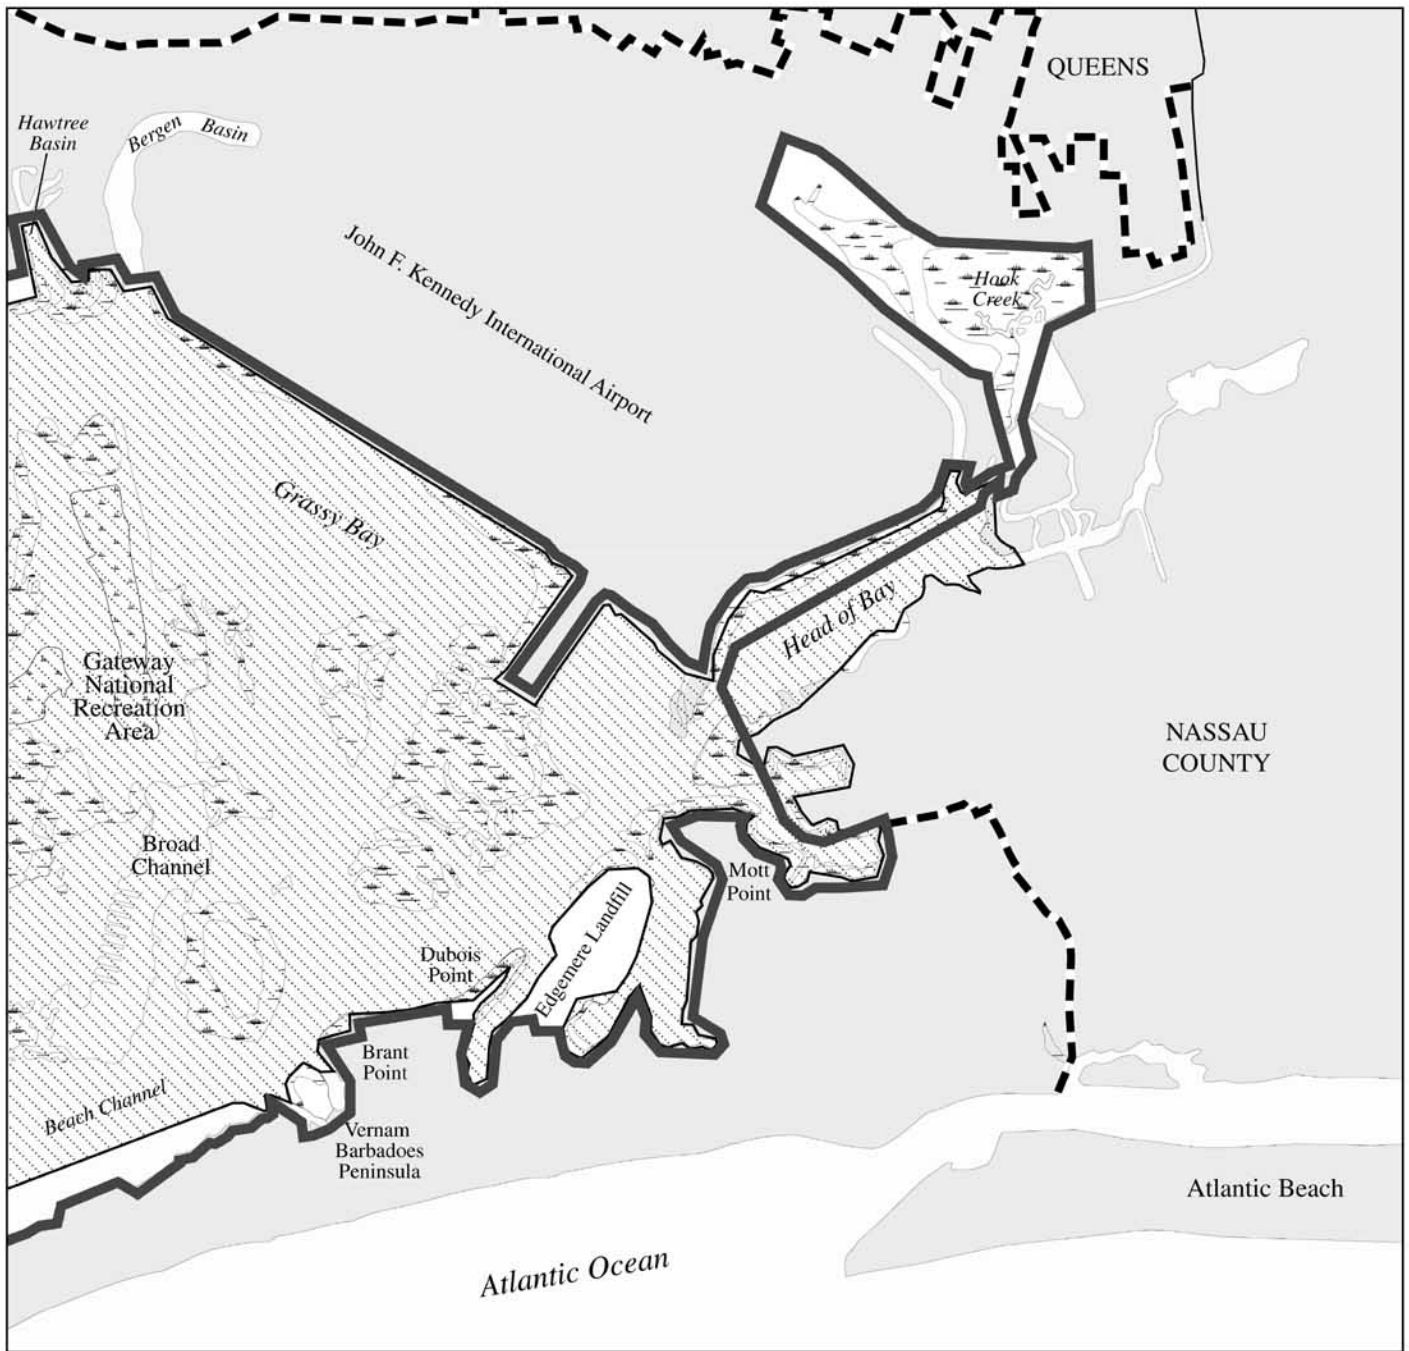 QUEENS
Hawtree
Basin
Bergen Basin
John F. Kennedy International Airport
Hook
Creek
Grassy Bay
Head of Bay
Gateway
National
Recreation
Area
NASSAU
COUNTY
Broad
Channel
Mott
Point
Edgemere Landfill
Dubois
Point
Brant
Point
Beach Channel
Vernam
Barbadoes
Peninsula
Atlantic Beach
Atlantic Ocean